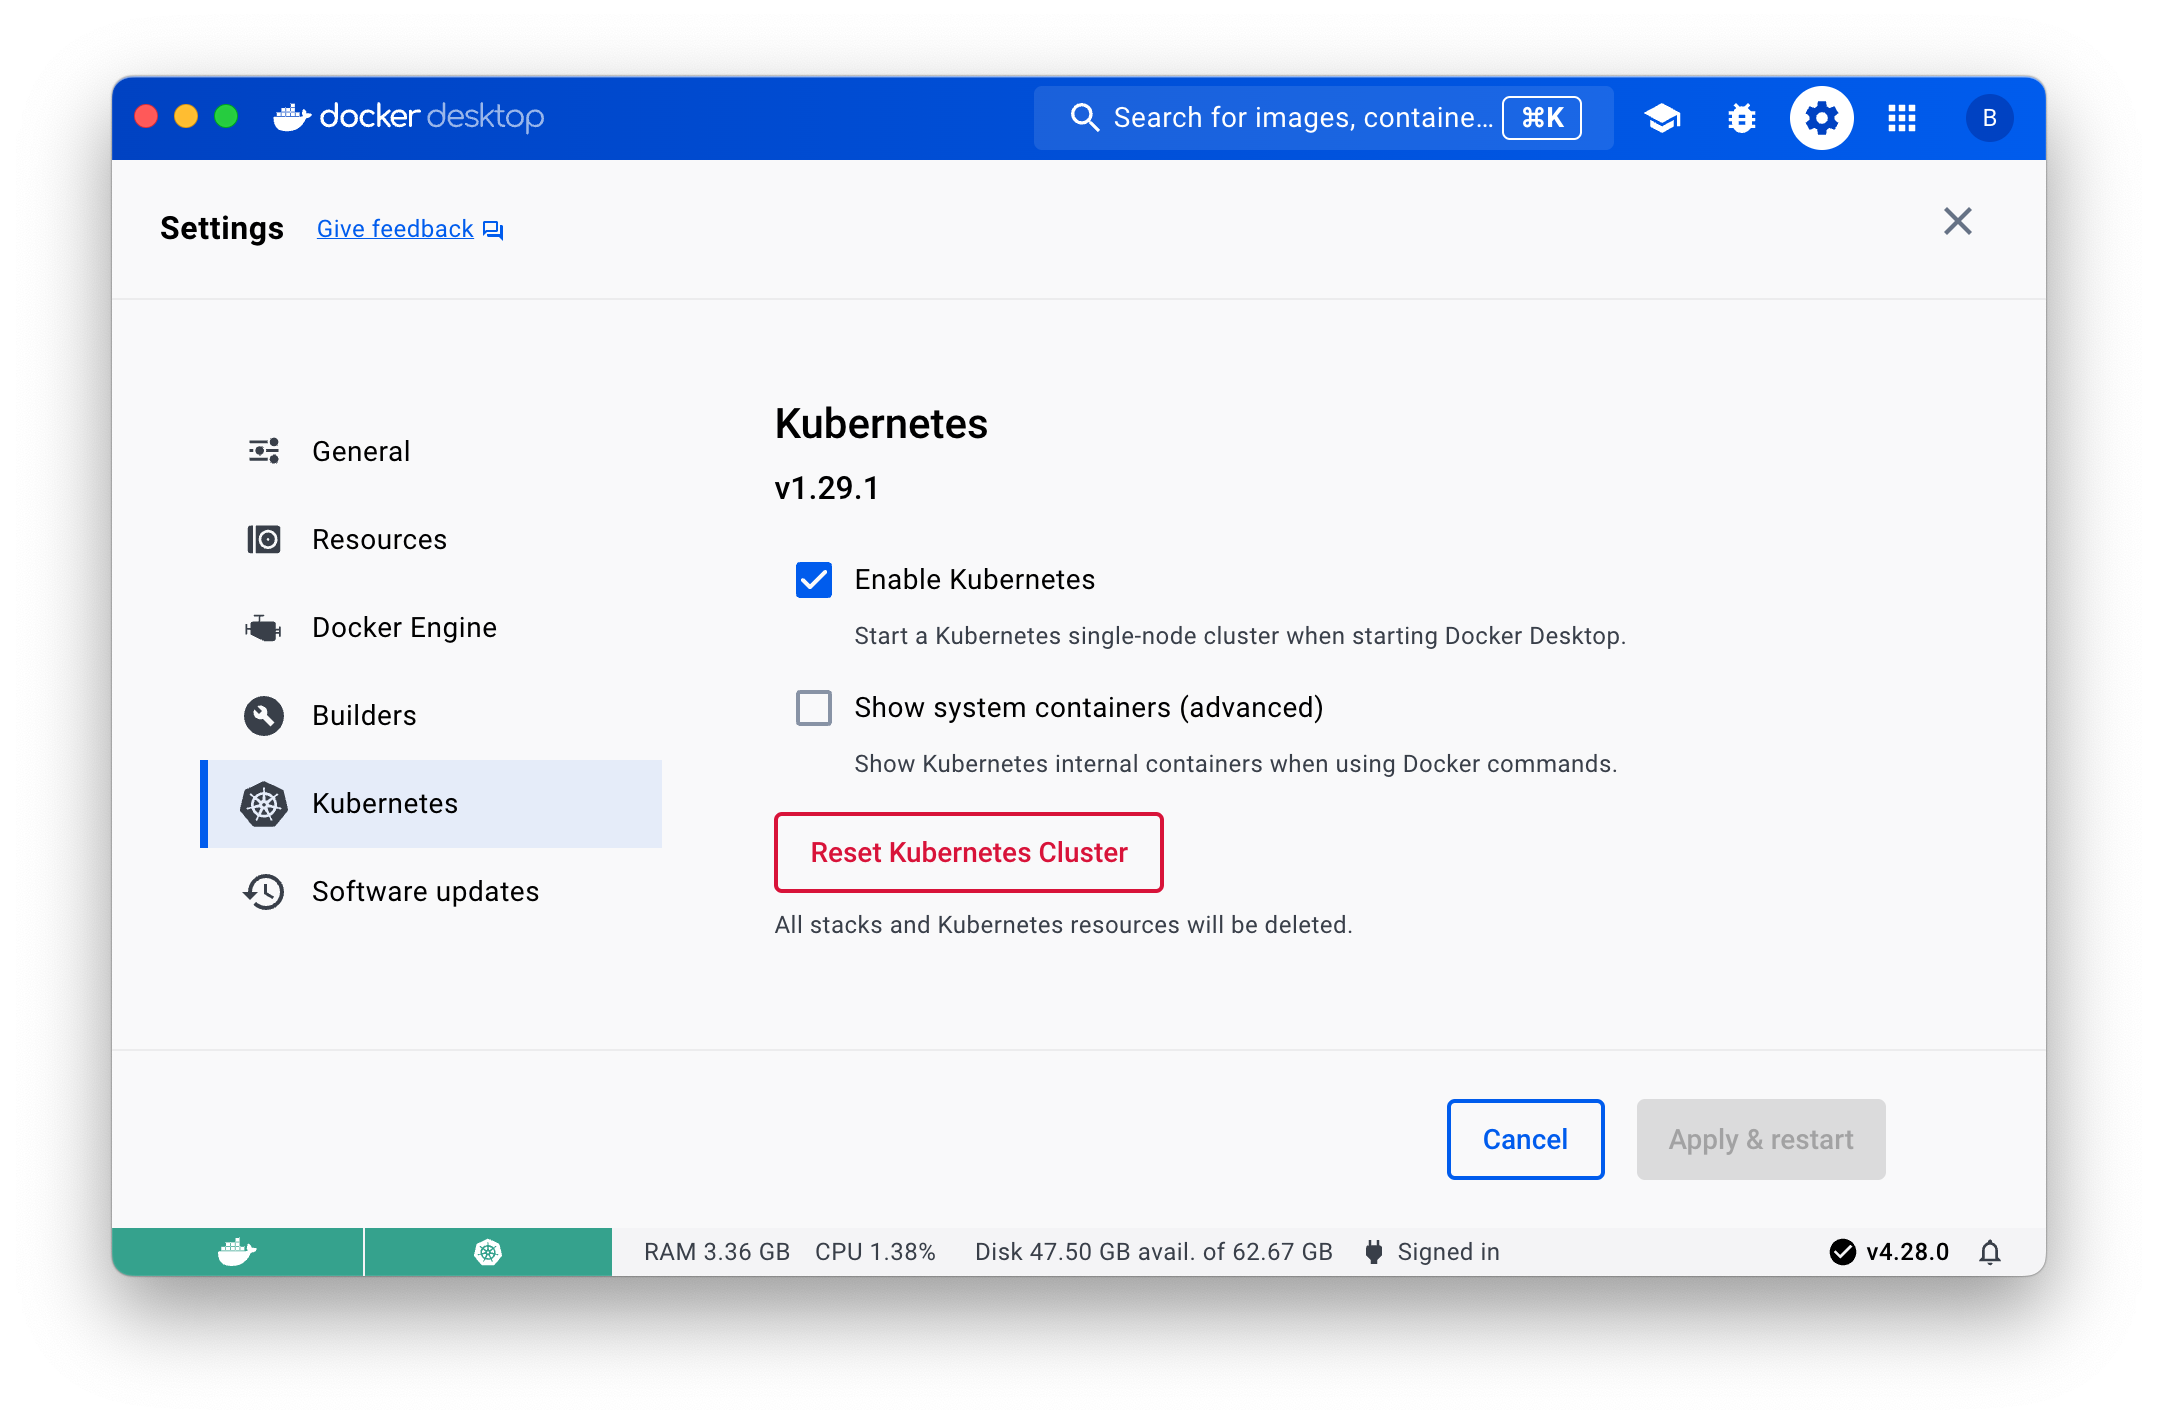 docker desktop
Search for images, containe... ⌘K
B
Settings
Give feedback
General
Resources
Docker Engine
Builders
Kubernetes
Software updates
Kubernetes
v1.29.1
Enable Kubernetes
Start a Kubernetes single-node cluster when starting Docker Desktop.
Show system containers (advanced)
Show Kubernetes internal containers when using Docker commands.
Reset Kubernetes Cluster
All stacks and Kubernetes resources will be deleted.
Cancel
Apply & restart
RAM 3.36 GB CPU 1.38% Disk 47.50 GB avail. of 62.67 GB Signed in
v4.28.0